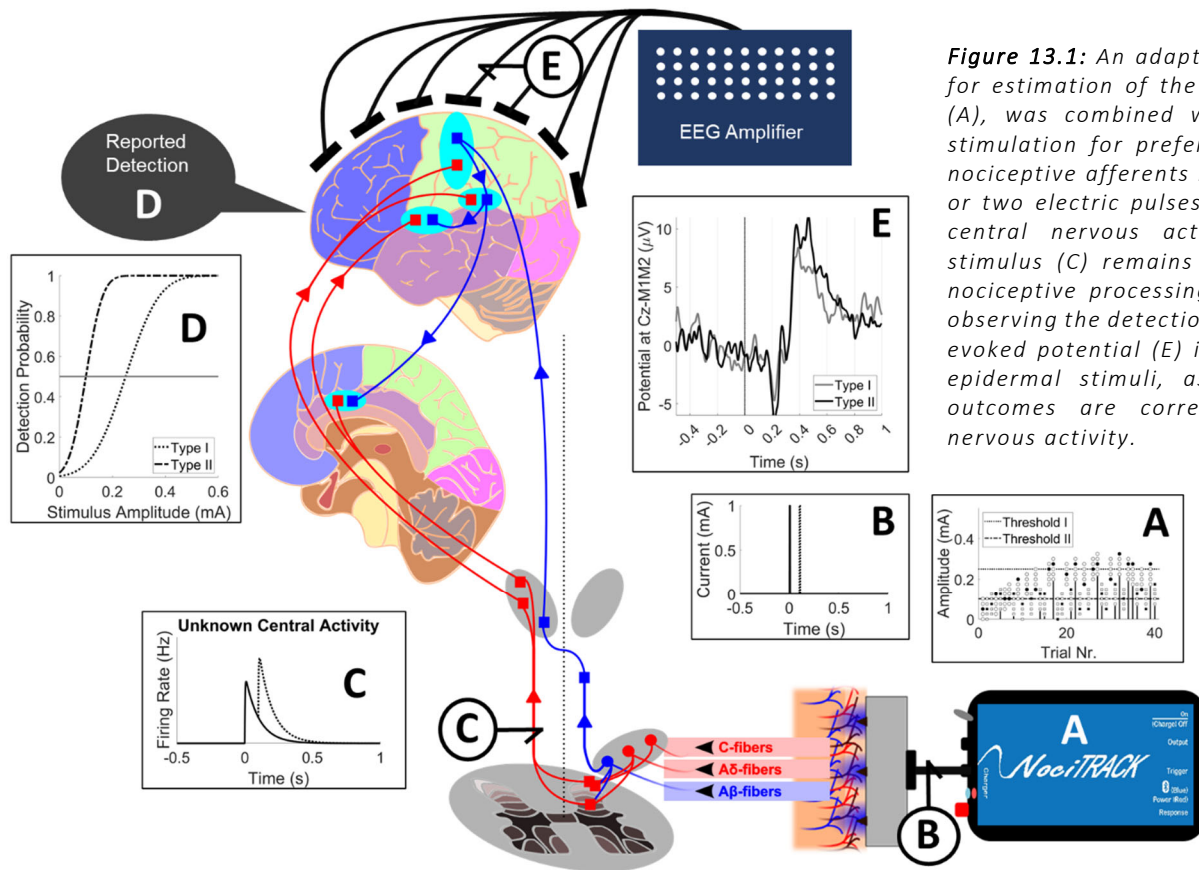 E
EEG Amplifier
Reported
Detection
D
Figure 13.1: An adapt
for estimation of the
(A), was combined w
stimulation for prefer
nociceptive afferents
or two electric pulses
central nervous act
stimulus (C) remains
nociceptive processing
observing the detectio
evoked potential (E) i
epidermal stimuli, as
outcomes are corre
nervous activity.
D
Detection Probability
1
0.8
0.6
0.4
0.2
0
Type I
Type II
0
0.2
0.4
0.6
Stimulus Amplitude (mA)
E
Potential at Cz-M1M2 (μV)
10
5
0
-5
Type I
Type II
-0.4
-0.2
0
0.2
0.4
0.6
0.8
1
Time (s)
B
Current (mA)
1
0.5
0
-0.5
0
0.5
1
Time (s)
A
Amplitude (mA)
0.4
0.2
0
Threshold I
Threshold II
0
20
40
Trial Nr.
Unknown Central Activity
C
Firing Rate (Hz)
-0.5
0
0.5
1
Time (s)
C
C-fibers
Aδ-fibers
Aβ-fibers
B
A
NociTRACK
Charger
On
(Charge) Off
Output
Trigger
(Blue)
Power (Red)
Response